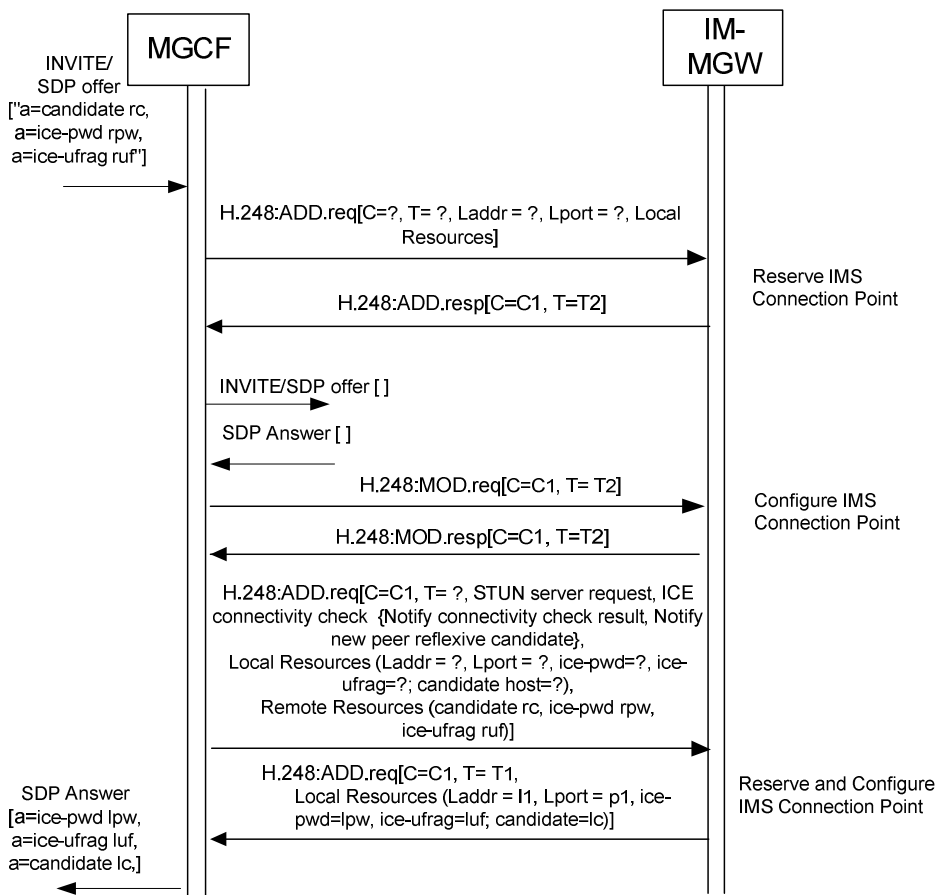 MGCF
IM-
MGW
INVITE/
SDP offer
["a=candidate rc,
a=ice-pwd rpw,
a=ice-ufrag ruf"]
H.248:ADD.req[C=?, T= ?, Laddr = ?, Lport = ?, Local
Resources]
Reserve IMS
Connection Point
H.248:ADD.resp[C=C1, T=T2]
INVITE/SDP offer [ ]
SDP Answer [ ]
H.248:MOD.req[C=C1, T= T2]
Configure IMS
Connection Point
H.248:MOD.resp[C=C1, T=T2]
H.248:ADD.req[C=C1, T= ?, STUN server request, ICE
connectivity check {Notify connectivity check result, Notify
new peer reflexive candidate},
Local Resources (Laddr = ?, Lport = ?, ice-pwd=?, ice-
ufrag=?; candidate host=?),
Remote Resources (candidate rc, ice-pwd rpw,
ice-ufrag ruf)]
H.248:ADD.req[C=C1, T= T1,
Local Resources (Laddr = l1, Lport = p1, ice-
pwd=lpw, ice-ufrag=luf; candidate=lc)]
Reserve and Configure
IMS Connection Point
SDP Answer
[a=ice-pwd lpw,
a=ice-ufrag luf,
a=candidate lc,]